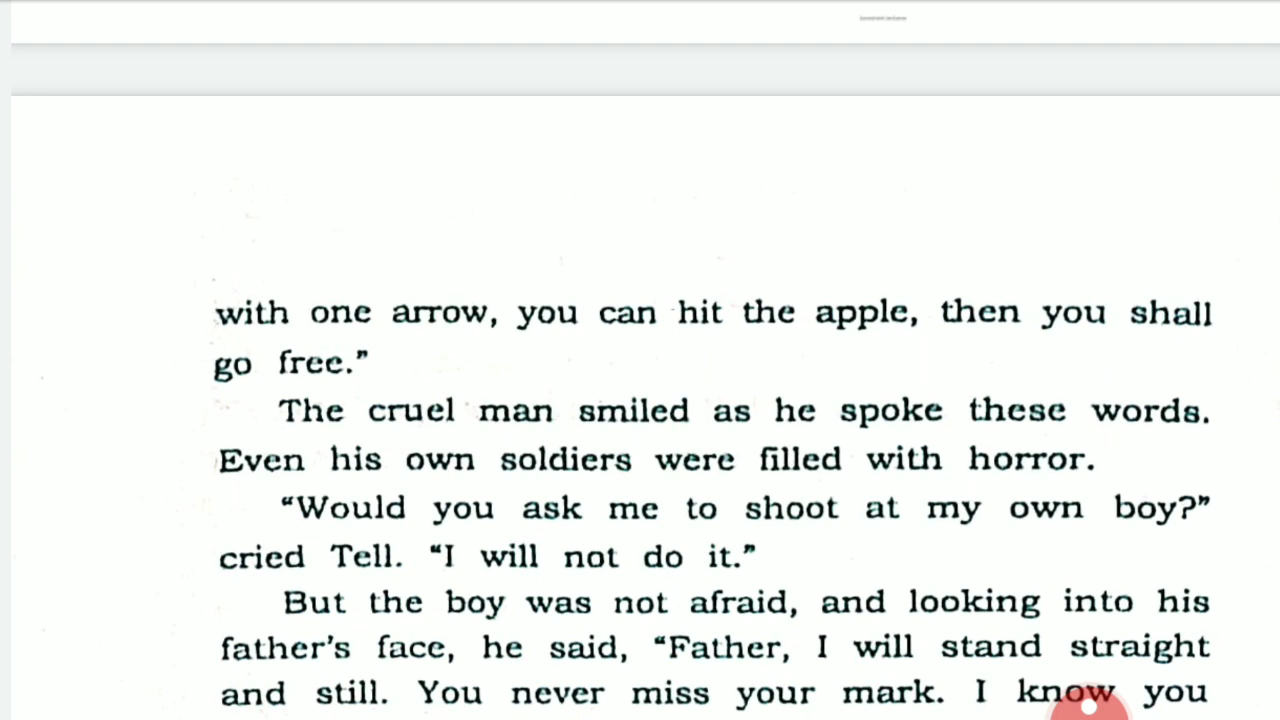 with one arrow, you can hit the apple, then you shall
go free.”
The cruel man smiled as he spoke these words.
Even his own soldiers were filled with horror.
“Would you ask me to shoot at my own boy?”
cried Tell. “I will not do it.”
But the boy was not afraid, and looking into his
father’s face, he said, “Father, I will stand straight
and still. You never miss your mark. I know you